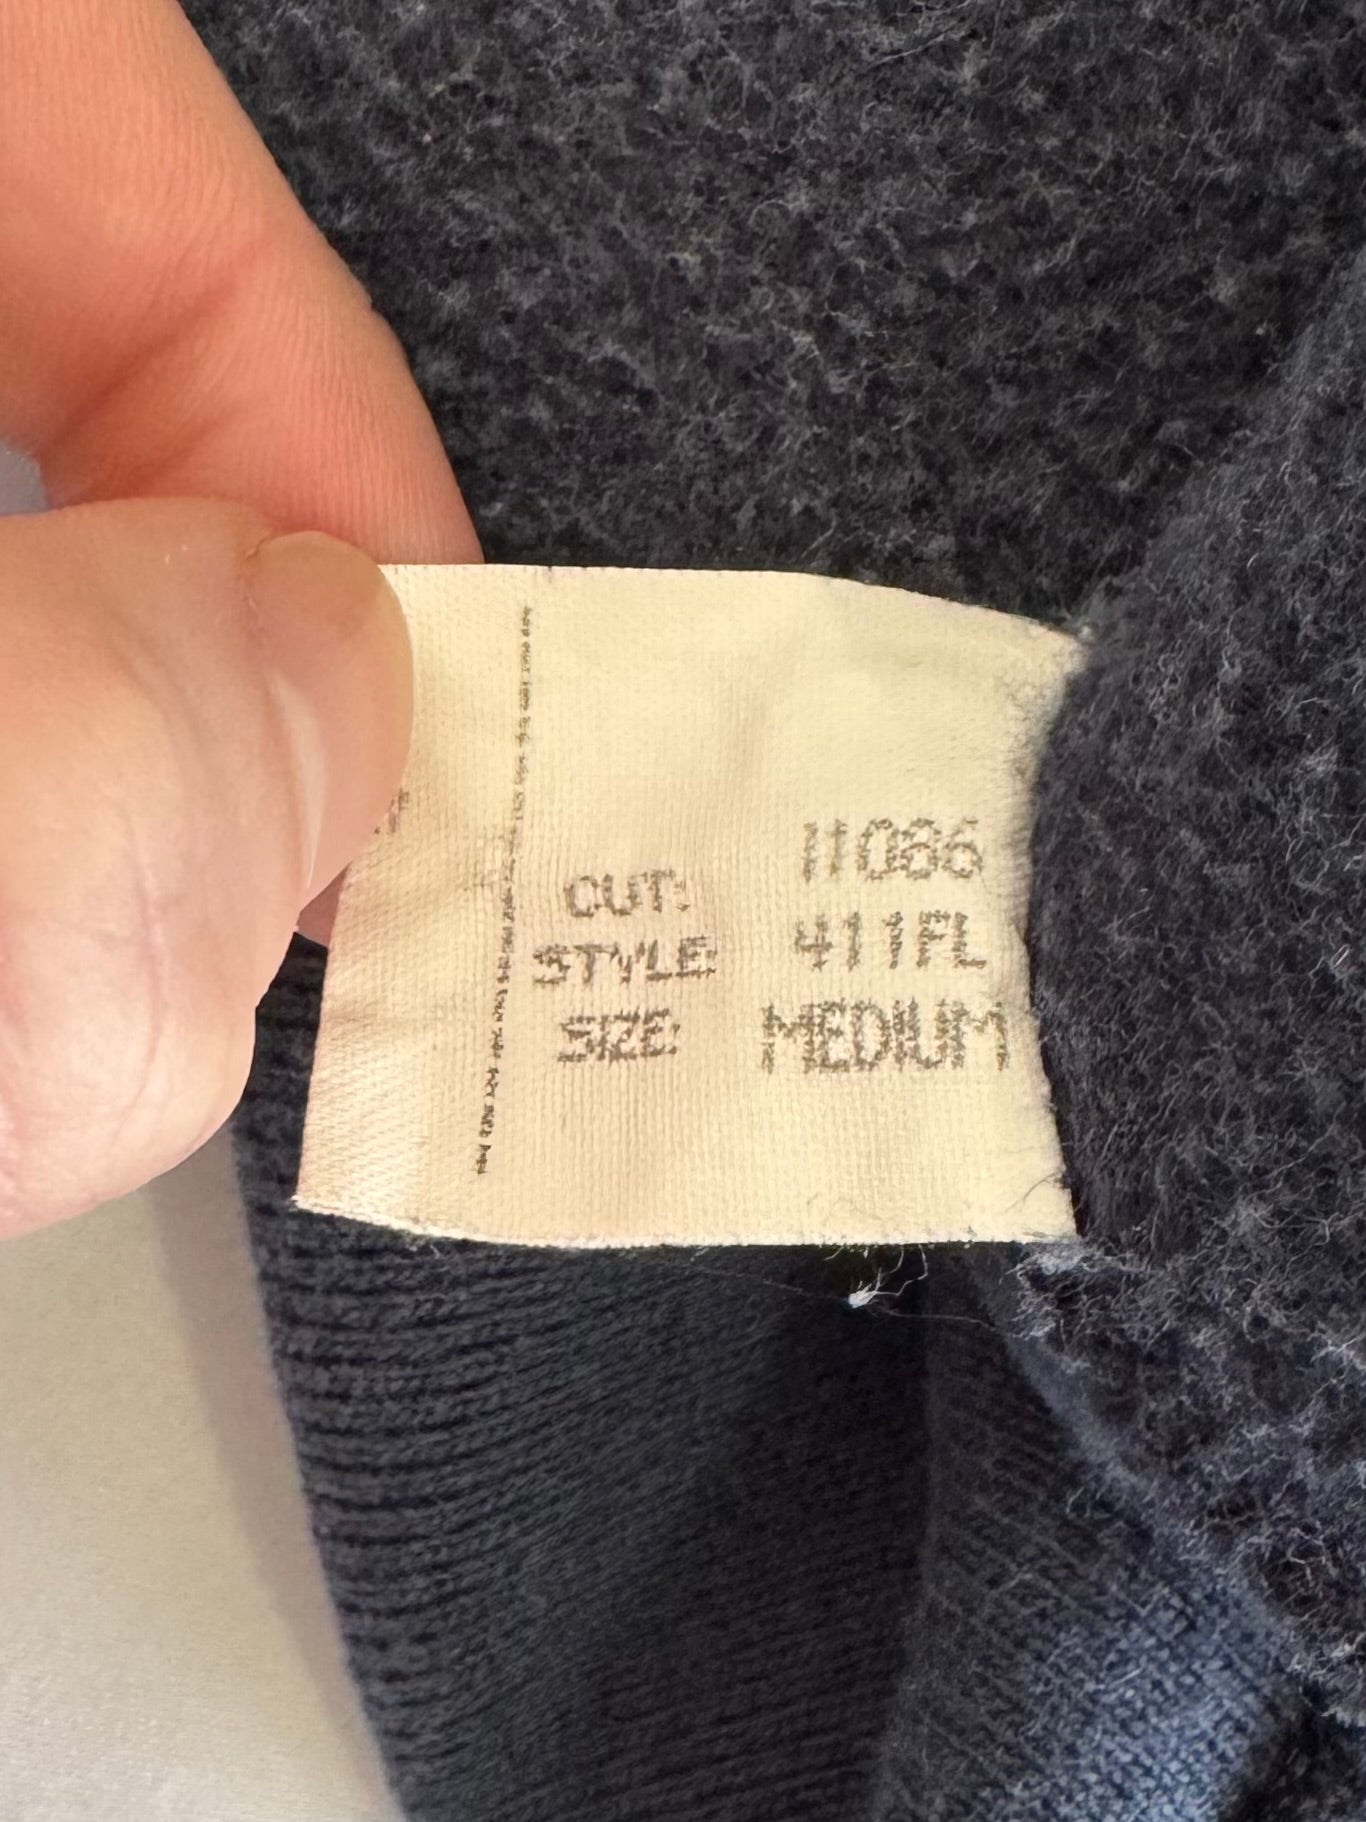 CUT: 11086
STYLE: 411FL
SIZE: MEDIUM